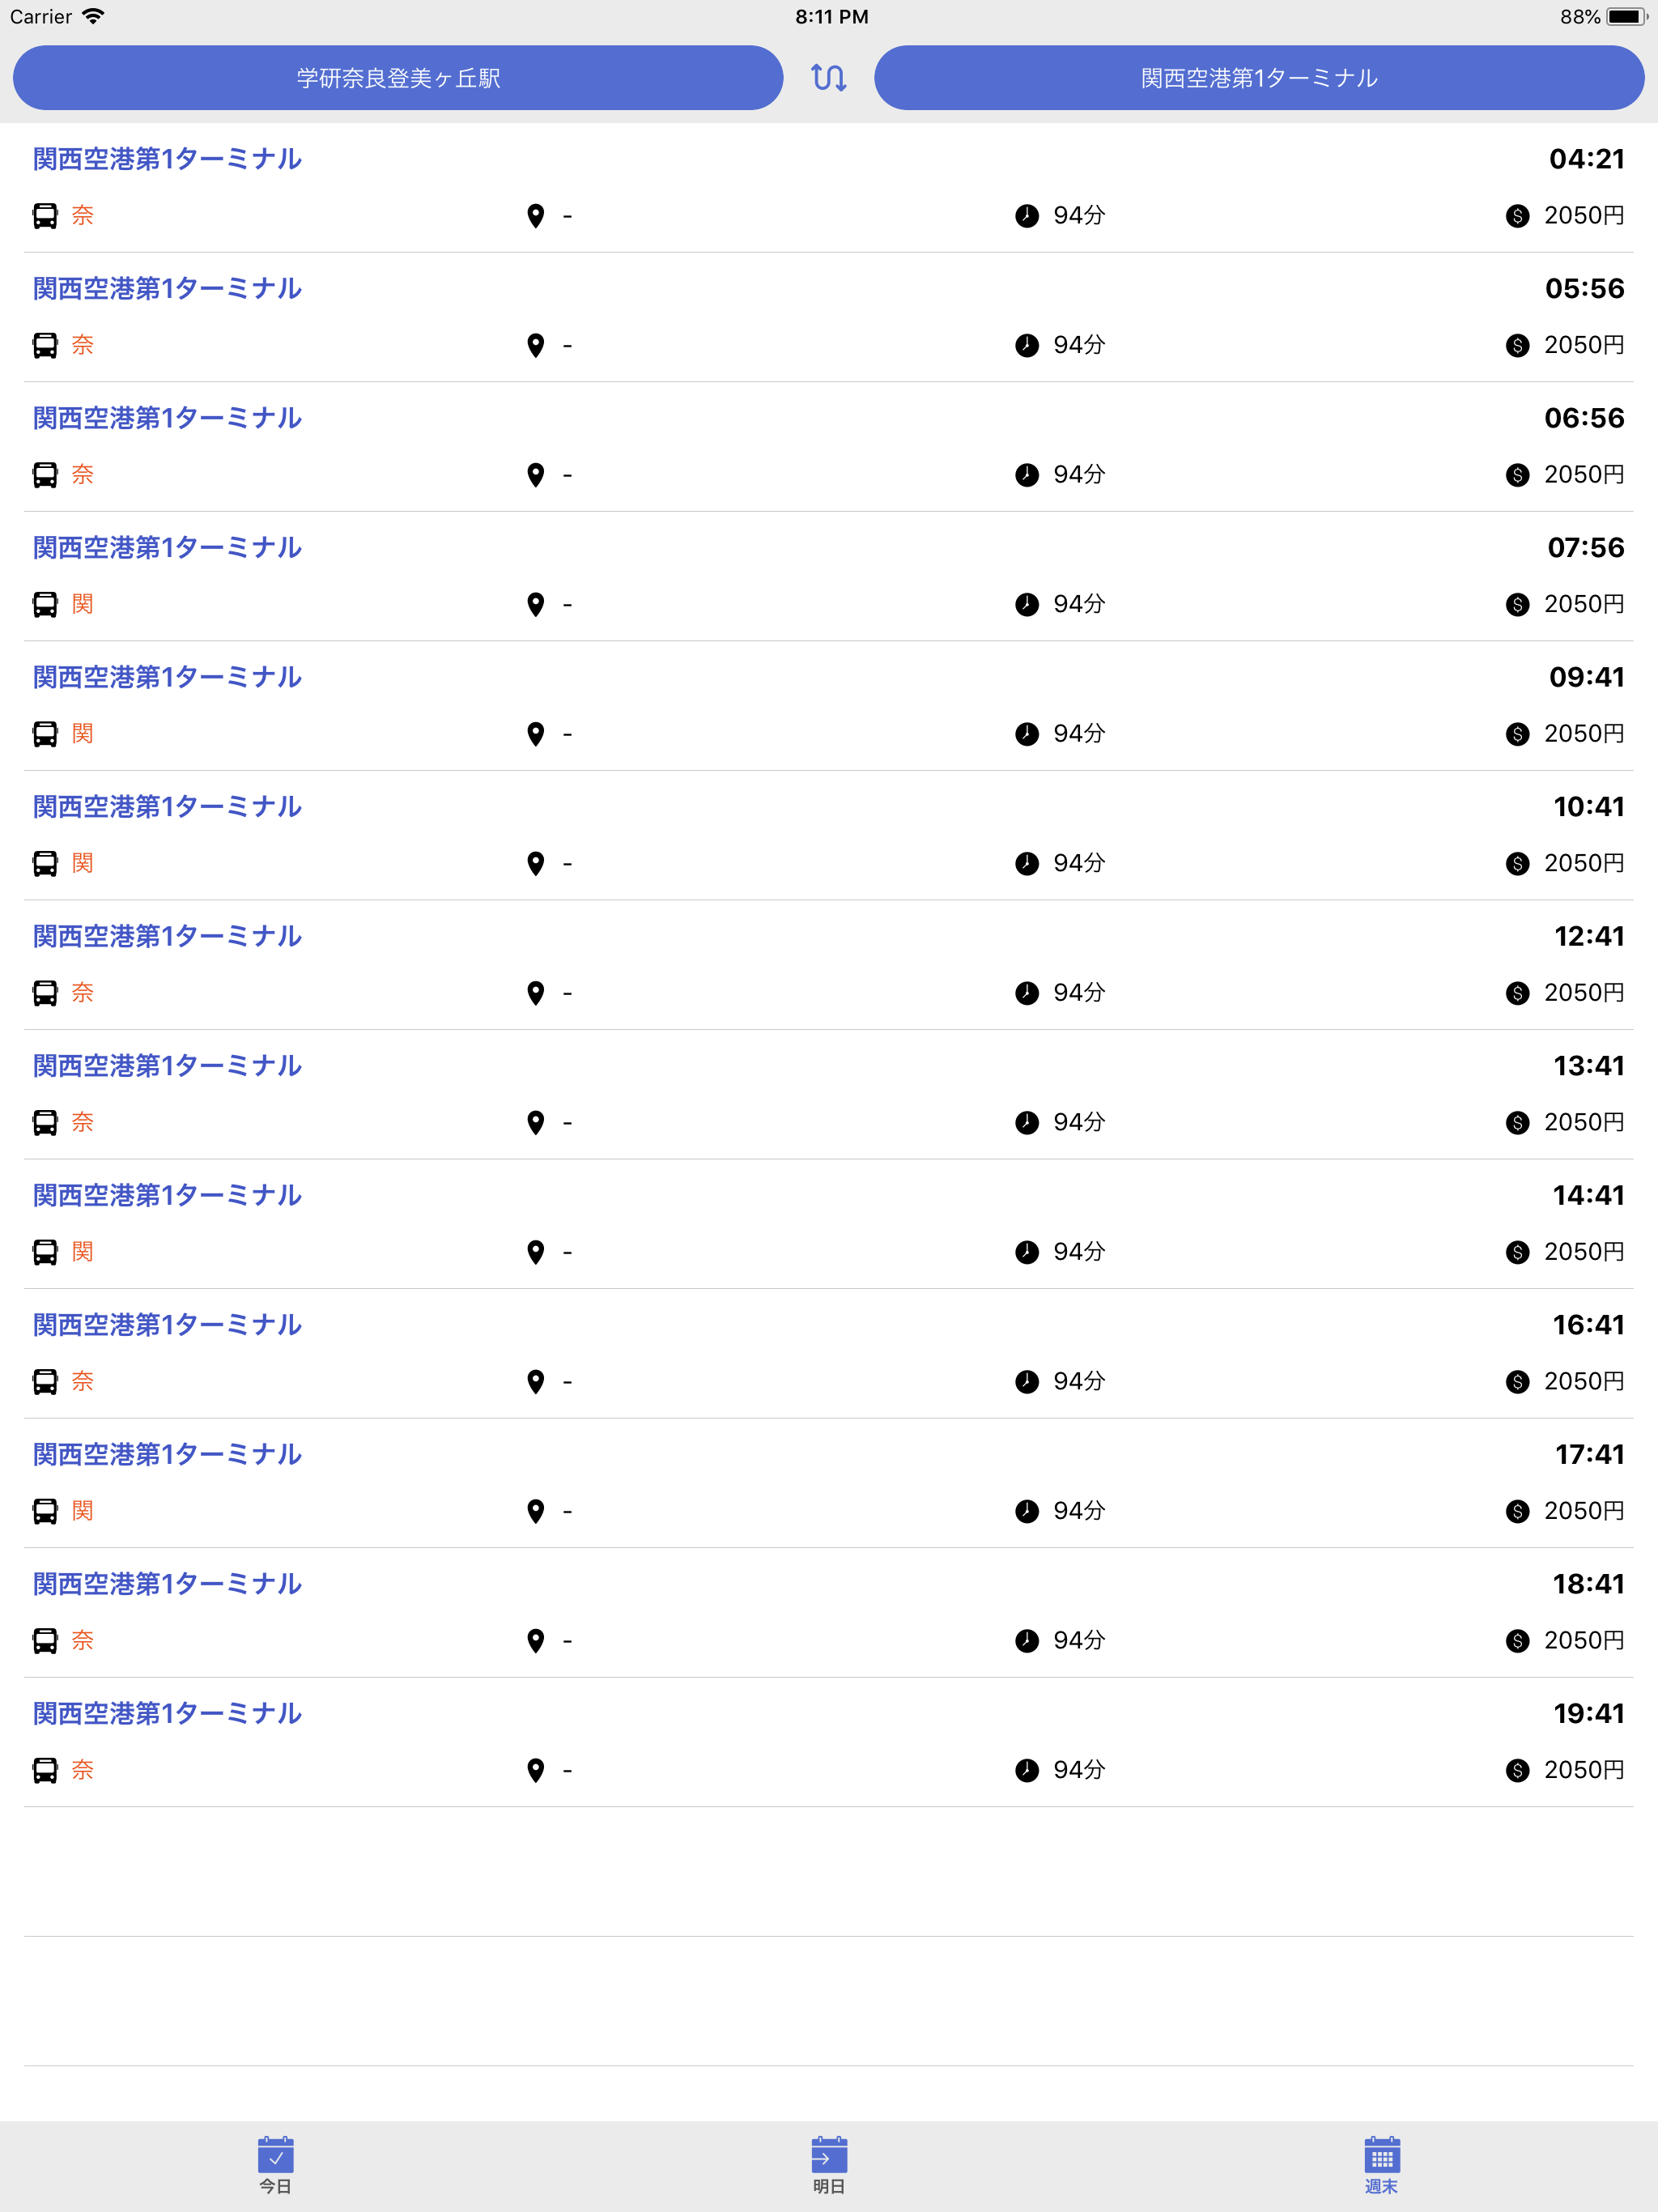 Carrier 8:11 PM 88%
学研奈良登美ヶ丘駅 関西空港第1ターミナル
関西空港第1ターミナル 04:21
奈 - 94分 2050円
関西空港第1ターミナル 05:56
奈 - 94分 2050円
関西空港第1ターミナル 06:56
奈 - 94分 2050円
関西空港第1ターミナル 07:56
関 - 94分 2050円
関西空港第1ターミナル 09:41
関 - 94分 2050円
関西空港第1ターミナル 10:41
関 - 94分 2050円
関西空港第1ターミナル 12:41
奈 - 94分 2050円
関西空港第1ターミナル 13:41
奈 - 94分 2050円
関西空港第1ターミナル 14:41
関 - 94分 2050円
関西空港第1ターミナル 16:41
奈 - 94分 2050円
関西空港第1ターミナル 17:41
関 - 94分 2050円
関西空港第1ターミナル 18:41
奈 - 94分 2050円
関西空港第1ターミナル 19:41
奈 - 94分 2050円
今日 明日 週末